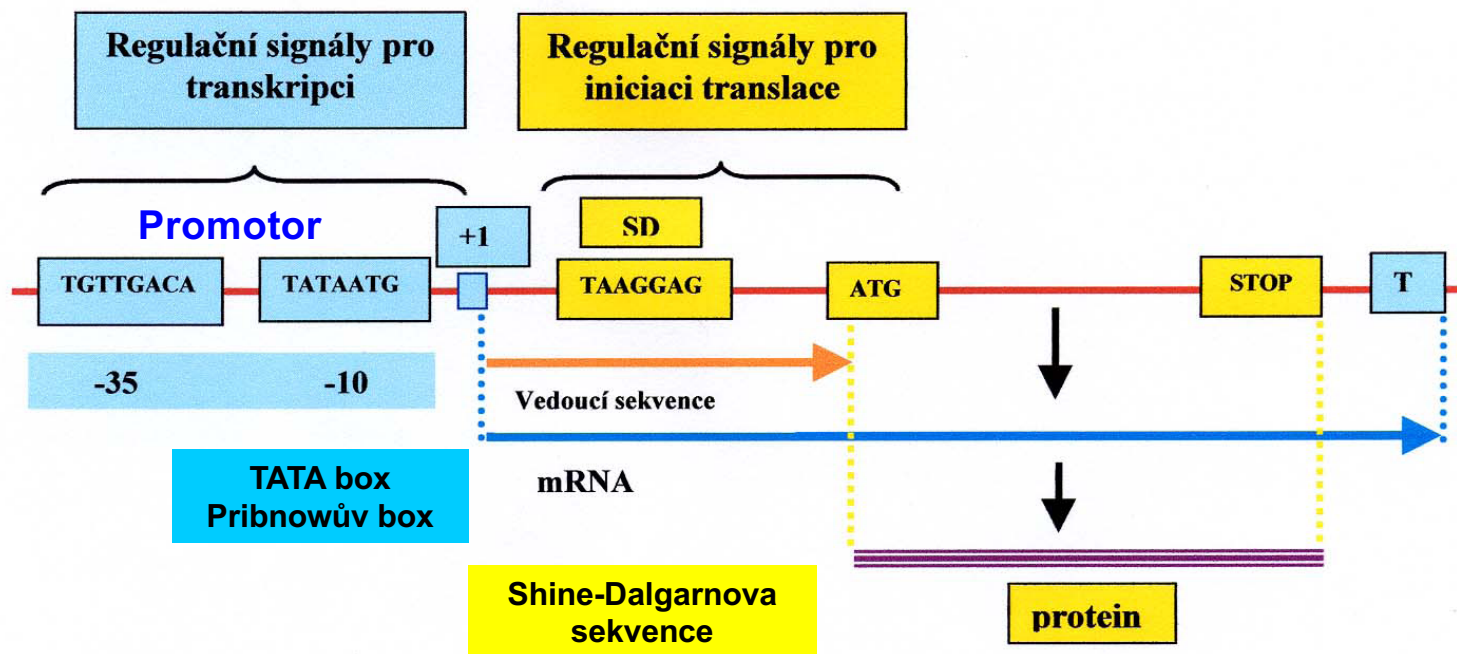 Regulační signály pro
transkripci
Regulační signály pro
iniciaci translace
Promotor
+1
SD
TGTTGACA
TATAATG
TAAGGAG
ATG
STOP
T
-35
-10
Vedoucí sekvence
mRNA
TATA box
Pribnowův box
Shine-Dalgarnova
sekvence
protein